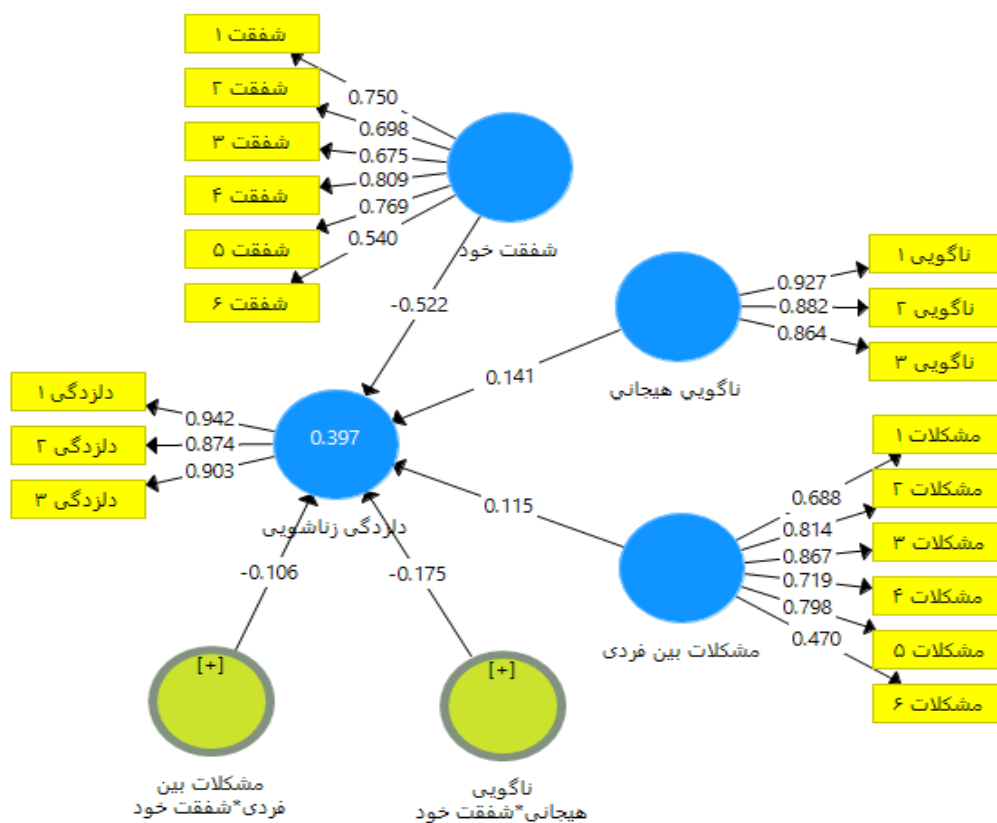 شفقت ۱
شفقت ۲
شفقت ۳
شفقت ۴
شفقت ۵
شفقت ۶
0.750
0.698
0.675
0.809
0.769
0.540
شفقت خود
-0.522
ناگویی ۱
ناگویی ۲
ناگویی ۳
0.927
0.882
0.864
ناگويي هيجاني
0.141
دلزدگی ۱
دلزدگی ۲
دلزدگی ۳
0.942
0.874
0.903
0.397
دلزدگی زناشویی
0.115
مشکلات ۱
مشکلات ۲
مشکلات ۳
مشکلات ۴
مشکلات ۵
مشکلات ۶
0.688
0.814
0.867
0.719
0.798
0.470
مشکلات بین فردی
-0.106
-0.175
[+]
مشکلات بین
فردی*شفقت خود
[+]
ناگویی
هیجانی*شفقت خود